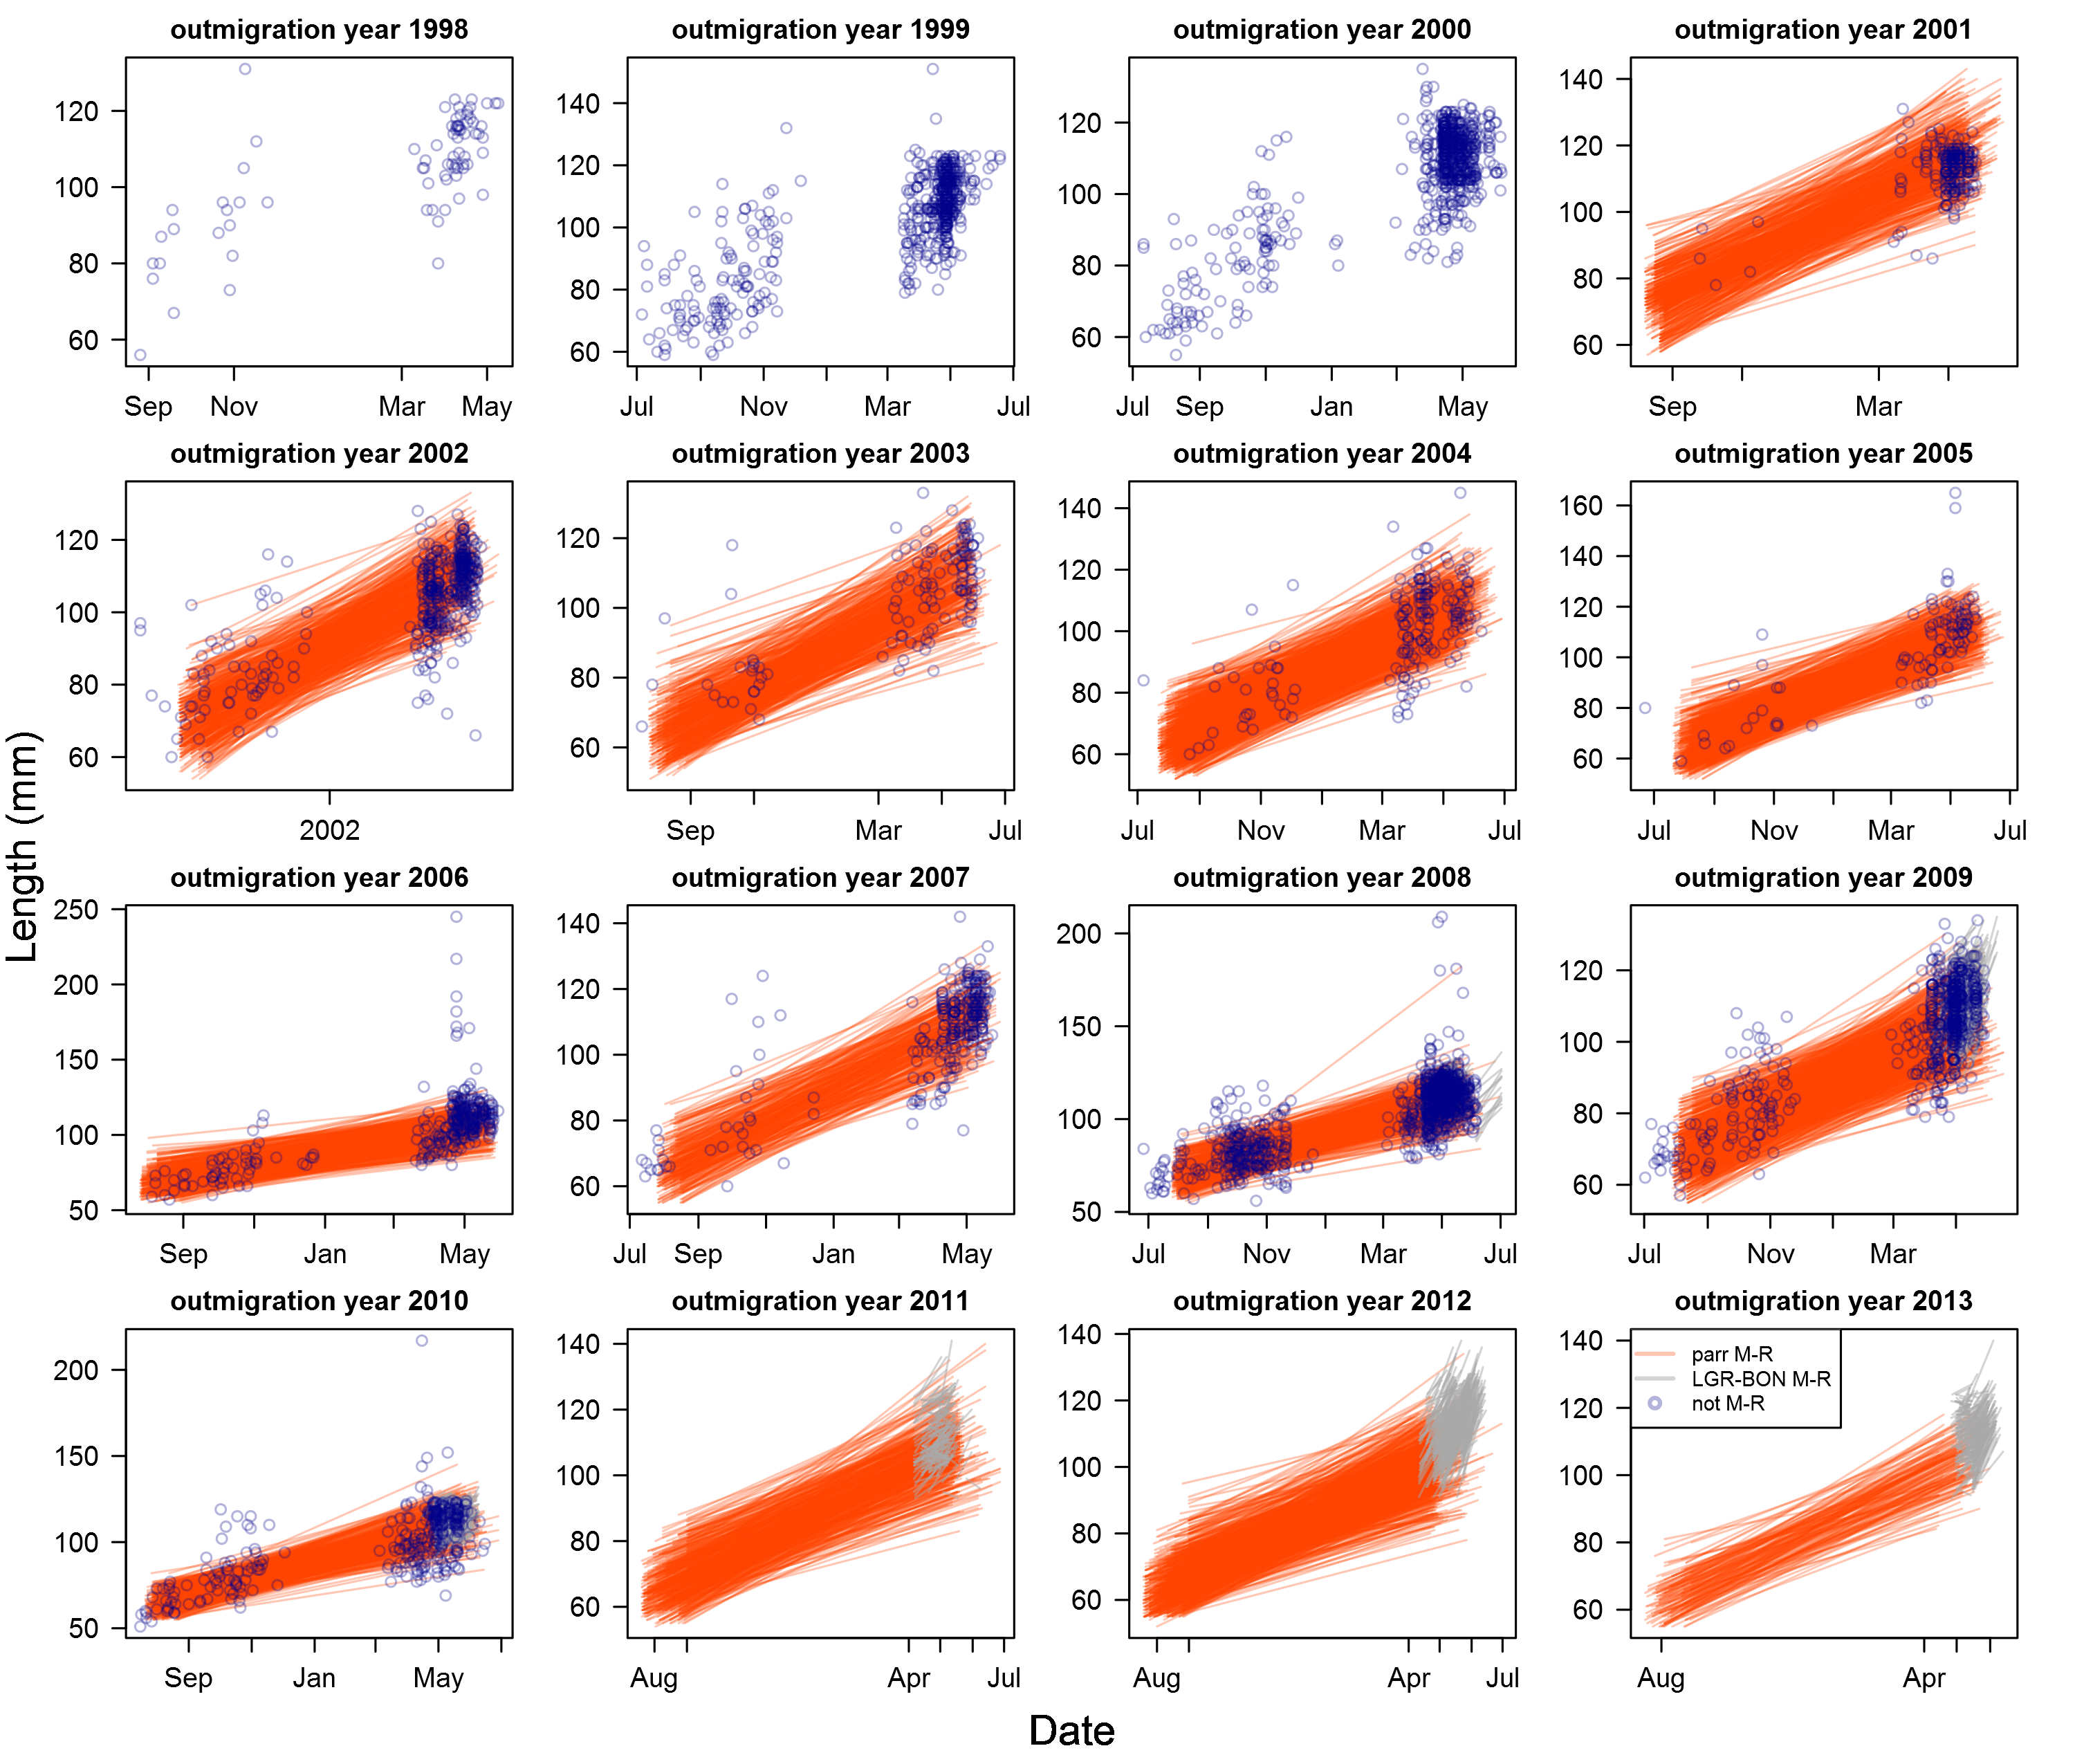 outmigration year 1998
outmigration year 1999
outmigration year 2000
outmigration year 2001
120
100
80
60
Sep Nov Mar May
140
120
100
80
60
Jul Nov Mar Jul
120
100
80
60
Jul Sep Jan May
140
120
100
80
60
Sep Mar
outmigration year 2002
outmigration year 2003
outmigration year 2004
outmigration year 2005
120
100
80
60
2002
120
100
80
60
Sep Mar Jul
140
120
100
80
60
Jul Nov Mar Jul
160
140
120
100
80
60
Jul Nov Mar Jul
Length (mm)
outmigration year 2006
outmigration year 2007
outmigration year 2008
outmigration year 2009
250
200
150
100
50
Sep Jan May
140
120
100
80
60
Jul Sep Jan May
200
150
100
50
Jul Nov Mar Jul
120
100
80
60
Jul Nov Mar
outmigration year 2010
outmigration year 2011
outmigration year 2012
outmigration year 2013
200
150
100
50
Sep Jan May
140
120
100
80
60
Aug Apr Jul
140
120
100
80
60
Aug Apr Jul
140
120
100
80
60
parr M-R
LGR-BON M-R
not M-R
Aug Apr
Date